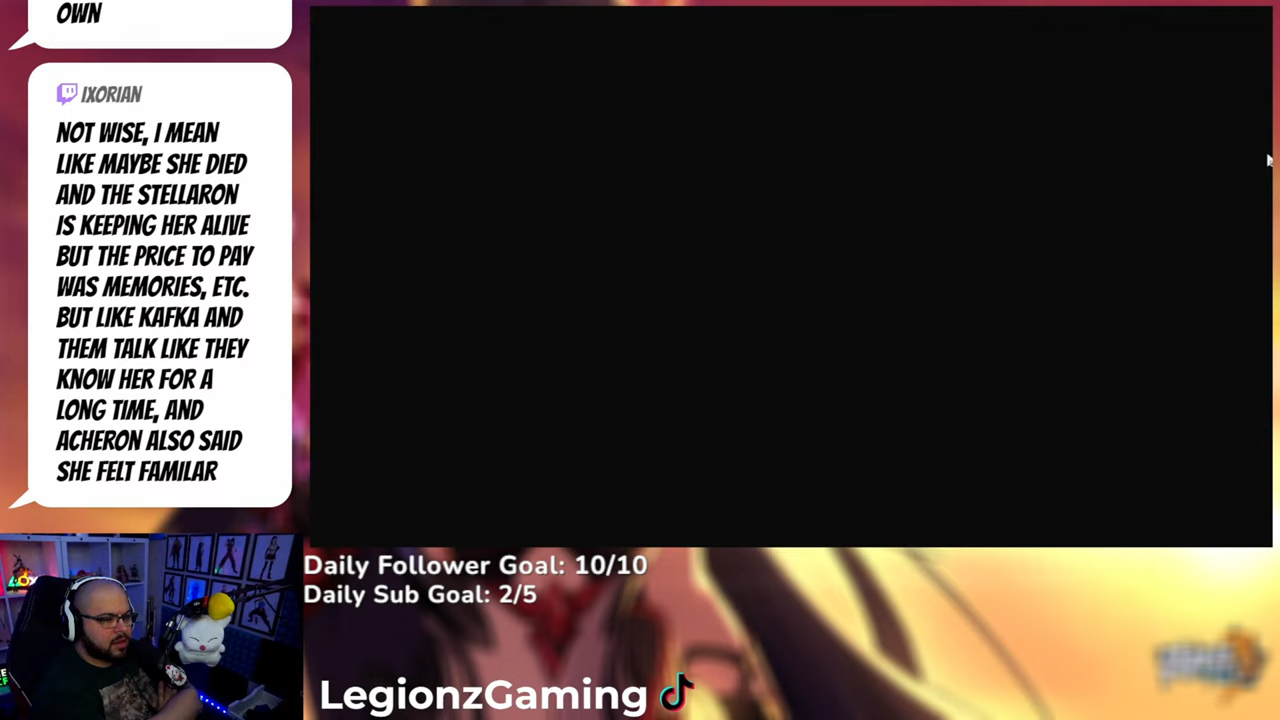 OWN
IXORIAN
NOT WISE, I MEAN
LIKE MAYBE SHE DIED
AND THE STELLARON
IS KEEPING HER ALIVE
BUT THE PRICE TO PAY
WAS MEMORIES, ETC.
BUT LIKE KAFKA AND
THEM TALK LIKE THEY
KNOW HER FOR A
LONG TIME, AND
ACHERON ALSO SAID
SHE FELT FAMILAR
Daily Follower Goal: 10/10
Daily Sub Goal: 2/5
LegionzGaming